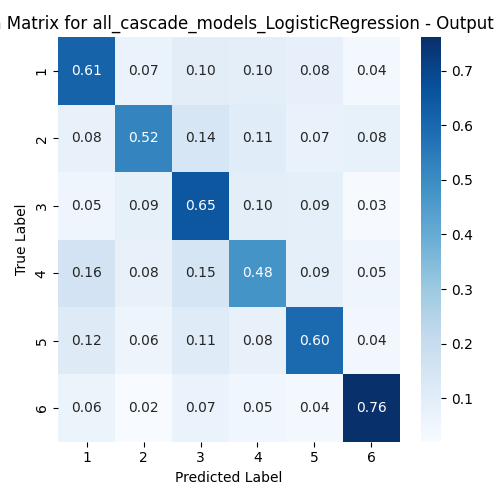 Matrix for all_cascade_models_LogisticRegression - Output
True Label
1 0.61 0.07 0.10 0.10 0.08 0.04
2 0.08 0.52 0.14 0.11 0.07 0.08
3 0.05 0.09 0.65 0.10 0.09 0.03
4 0.16 0.08 0.15 0.48 0.09 0.05
5 0.12 0.06 0.11 0.08 0.60 0.04
6 0.06 0.02 0.07 0.05 0.04 0.76
1 2 3 4 5 6
Predicted Label
0.7
0.6
0.5
0.4
0.3
0.2
0.1